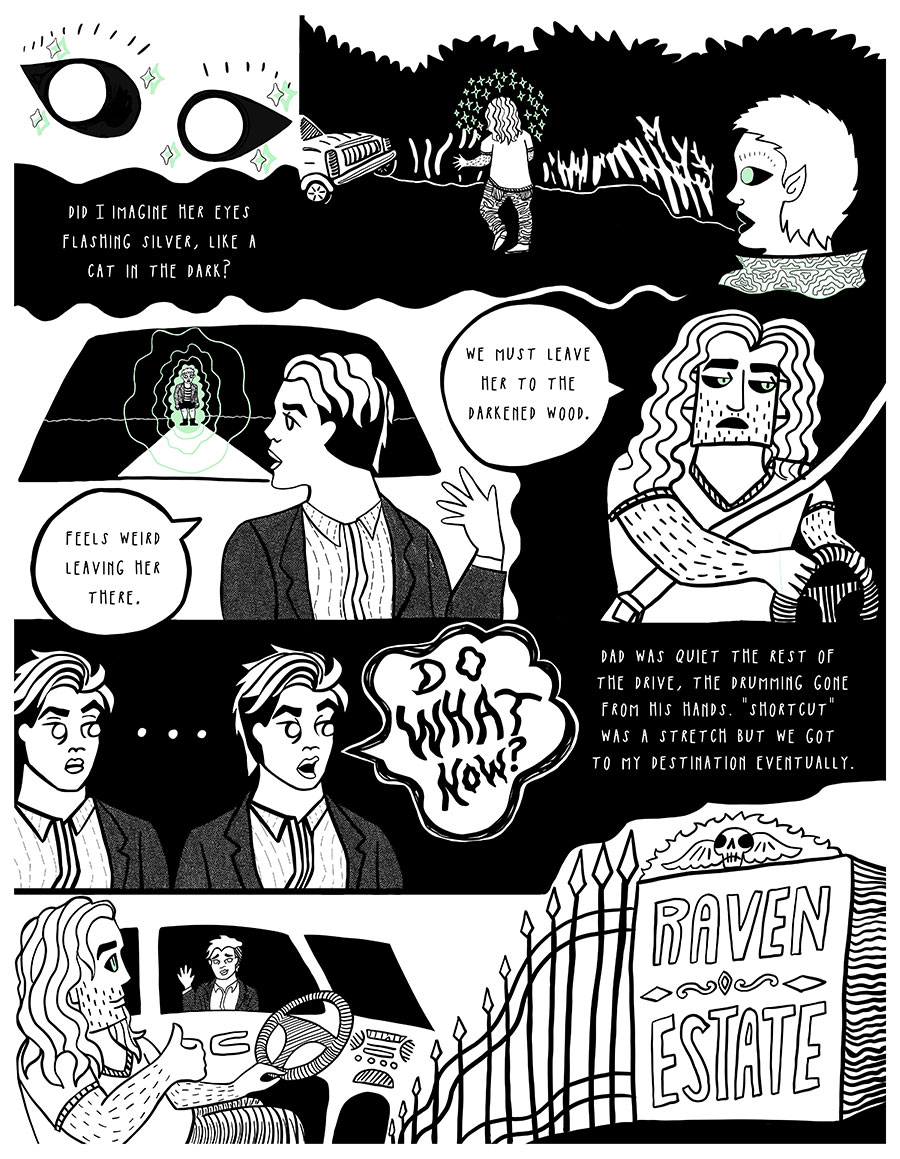 DID I IMAGINE HER EYES
FLASHING SILVER, LIKE A
CAT IN THE DARK?
WE MUST LEAVE
HER TO THE
DARKENED WOOD.
FEELS WEIRD
LEAVING HER
THERE.
...
DO
WHAT
NOW?
DAD WAS QUIET THE REST OF
THE DRIVE, THE DRUMMING GONE
FROM HIS HANDS. "SHORTCUT"
WAS A STRETCH BUT WE GOT
TO MY DESTINATION EVENTUALLY.
RAVEN
ESTATE